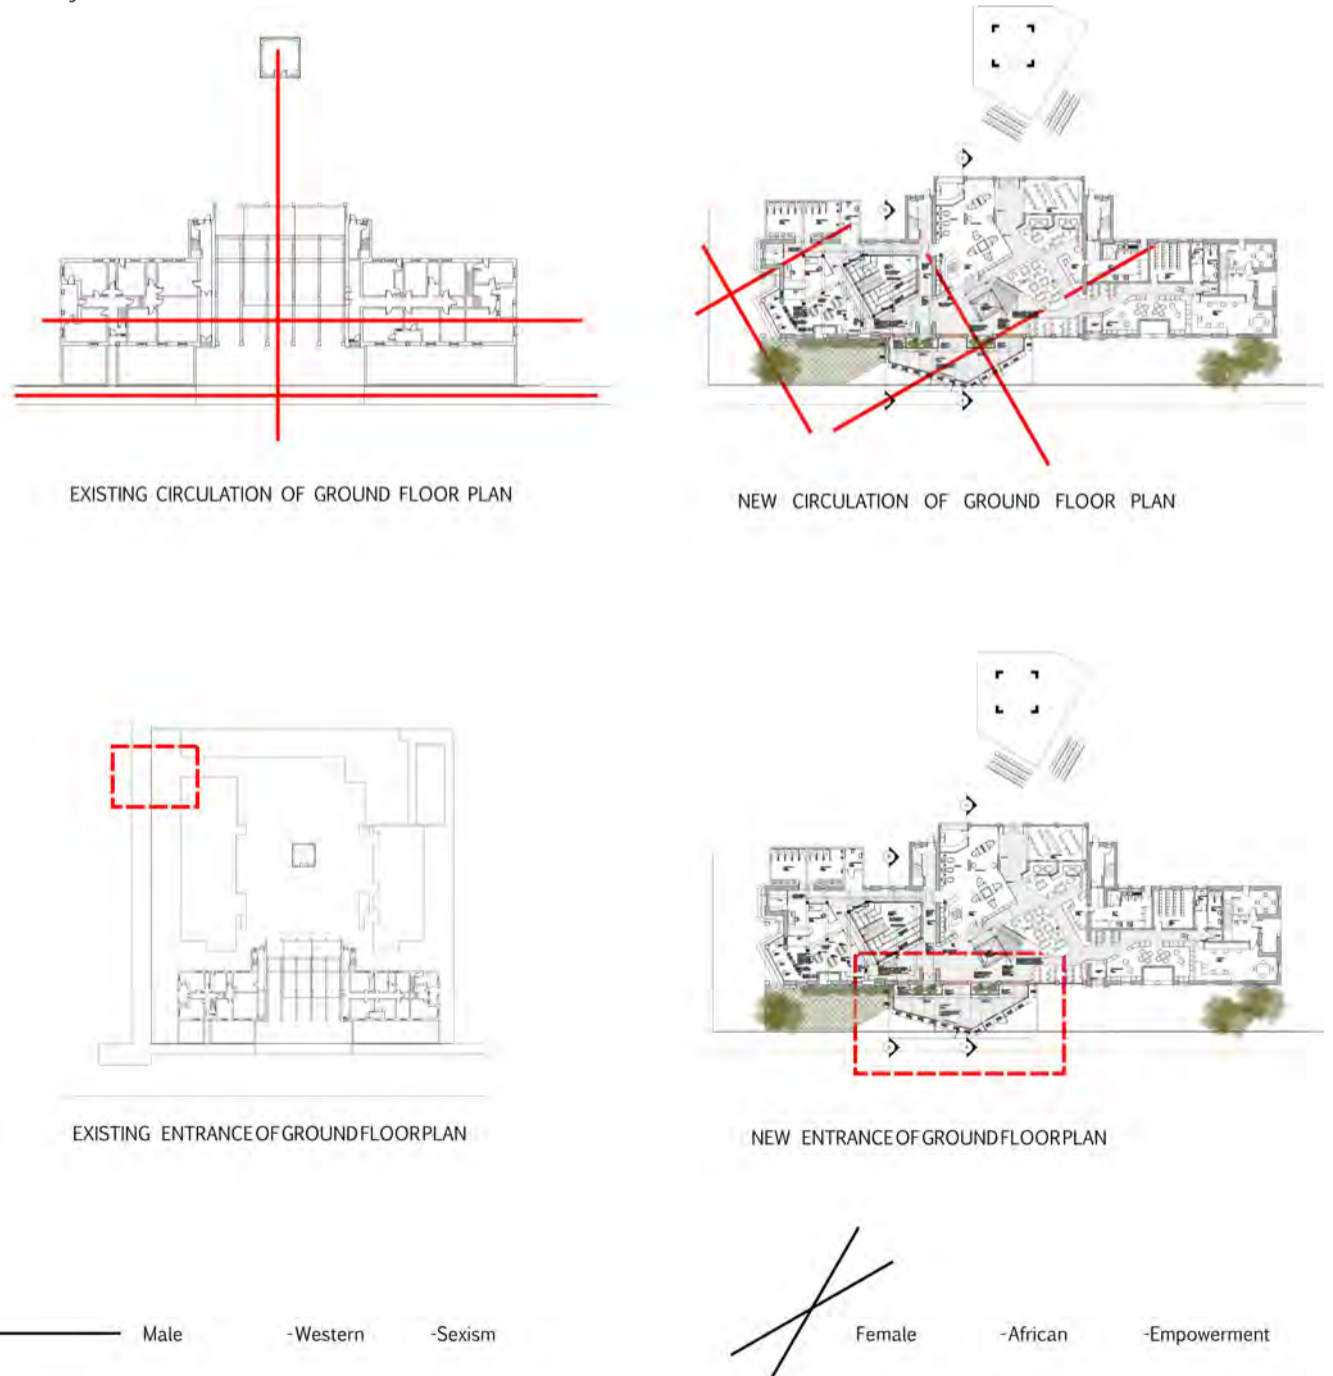 EXISTING CIRCULATION OF GROUND FLOOR PLAN
NEW CIRCULATION OF GROUND FLOOR PLAN
EXISTING ENTRANCE OF GROUND FLOOR PLAN
NEW ENTRANCE OF GROUND FLOOR PLAN
Male -Western -Sexism
Female -African -Empowerment